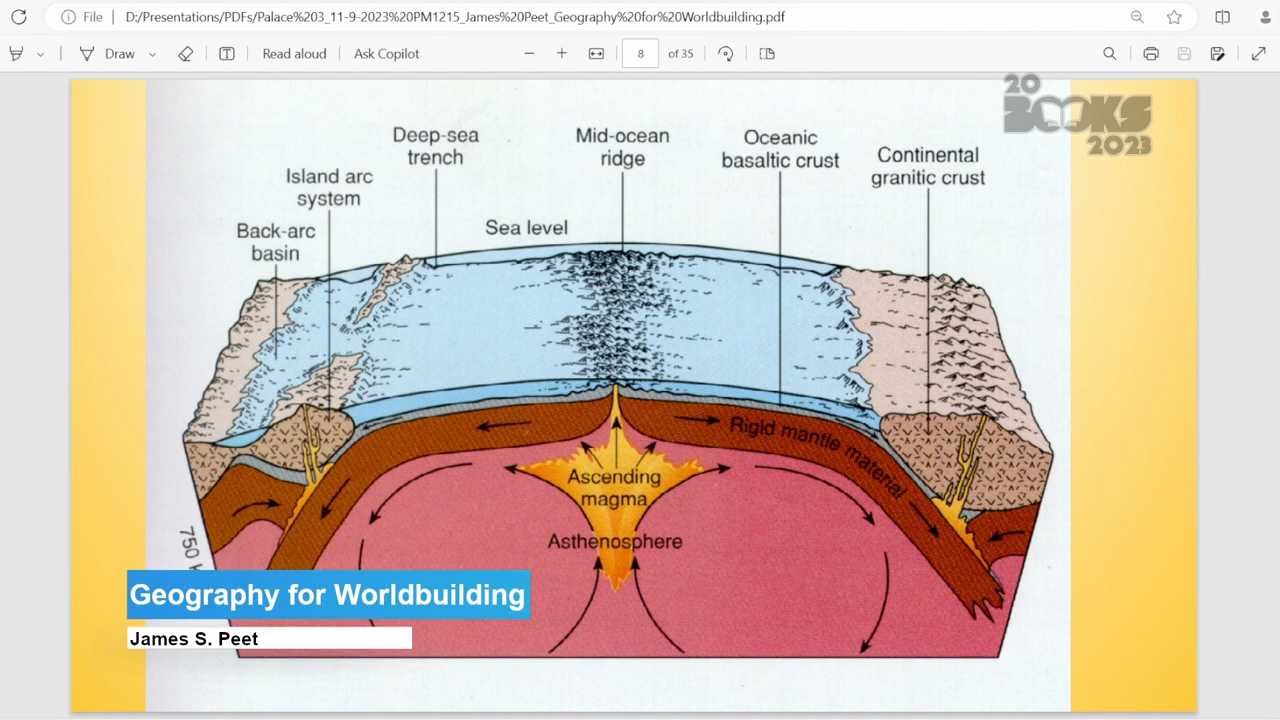 File
D:/Presentations/PDFs/Palace%203_11-9-2023%20PM1215_James%20Peet_Geography%20for%20Worldbuilding.pdf
Draw
Read aloud
Ask Copilot
8
of 35
20
BOOKS
2023
Deep-sea
trench
Mid-ocean
ridge
Oceanic
basaltic crust
Continental
granitic crust
Island arc
system
Back-arc
basin
Sea level
Rigid mantle material
Ascending
magma
Asthenosphere
750
Geography for Worldbuilding
James S. Peet